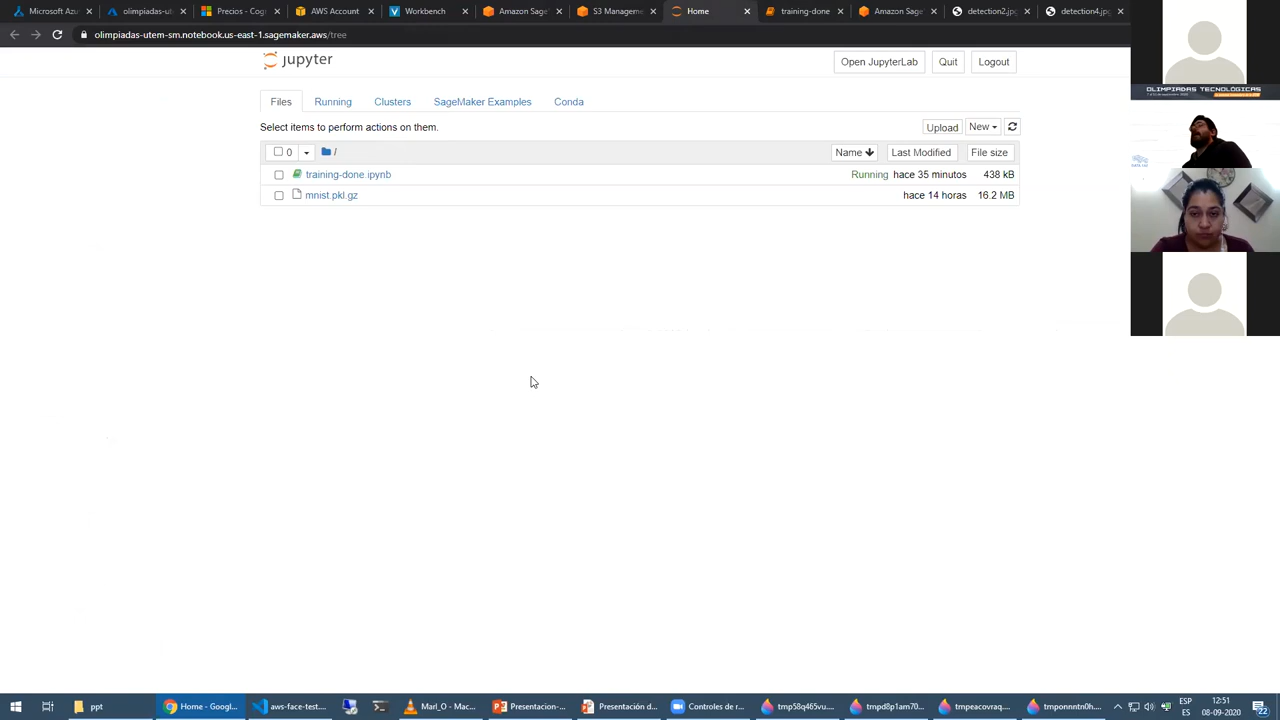 Microsoft Azu
olimpiadas-ute
Precios - Cog
AWS Account
Workbench
Amazon Sage
S3 Manageme
Home
training-done
Amazon Sage
detection2.jpg
detection4.jpg
olimpiadas-utem-sm.notebook.us-east-1.sagemaker.aws/tree
jupyter
Open JupyterLab
Quit
Logout
OLIMPIADAS TECNOLÓGICAS
Files
Running
Clusters
SageMaker Examples
Conda
Select items to perform actions on them.
Upload
New
0
/
Name
Last Modified
File size
training-done.ipynb
Running
hace 35 minutos
438 kB
mnist.pkl.gz
hace 14 horas
16.2 MB
ppt
Home - Googl...
aws-face-test....
MarI_O - Mac...
Presentacion-...
Presentación d...
Controles de r...
tmp58q465vu....
tmpd8p1am70...
tmpeacovraq....
tmponnntr0h....
ESP
ES
12:51
08-09-2020
22